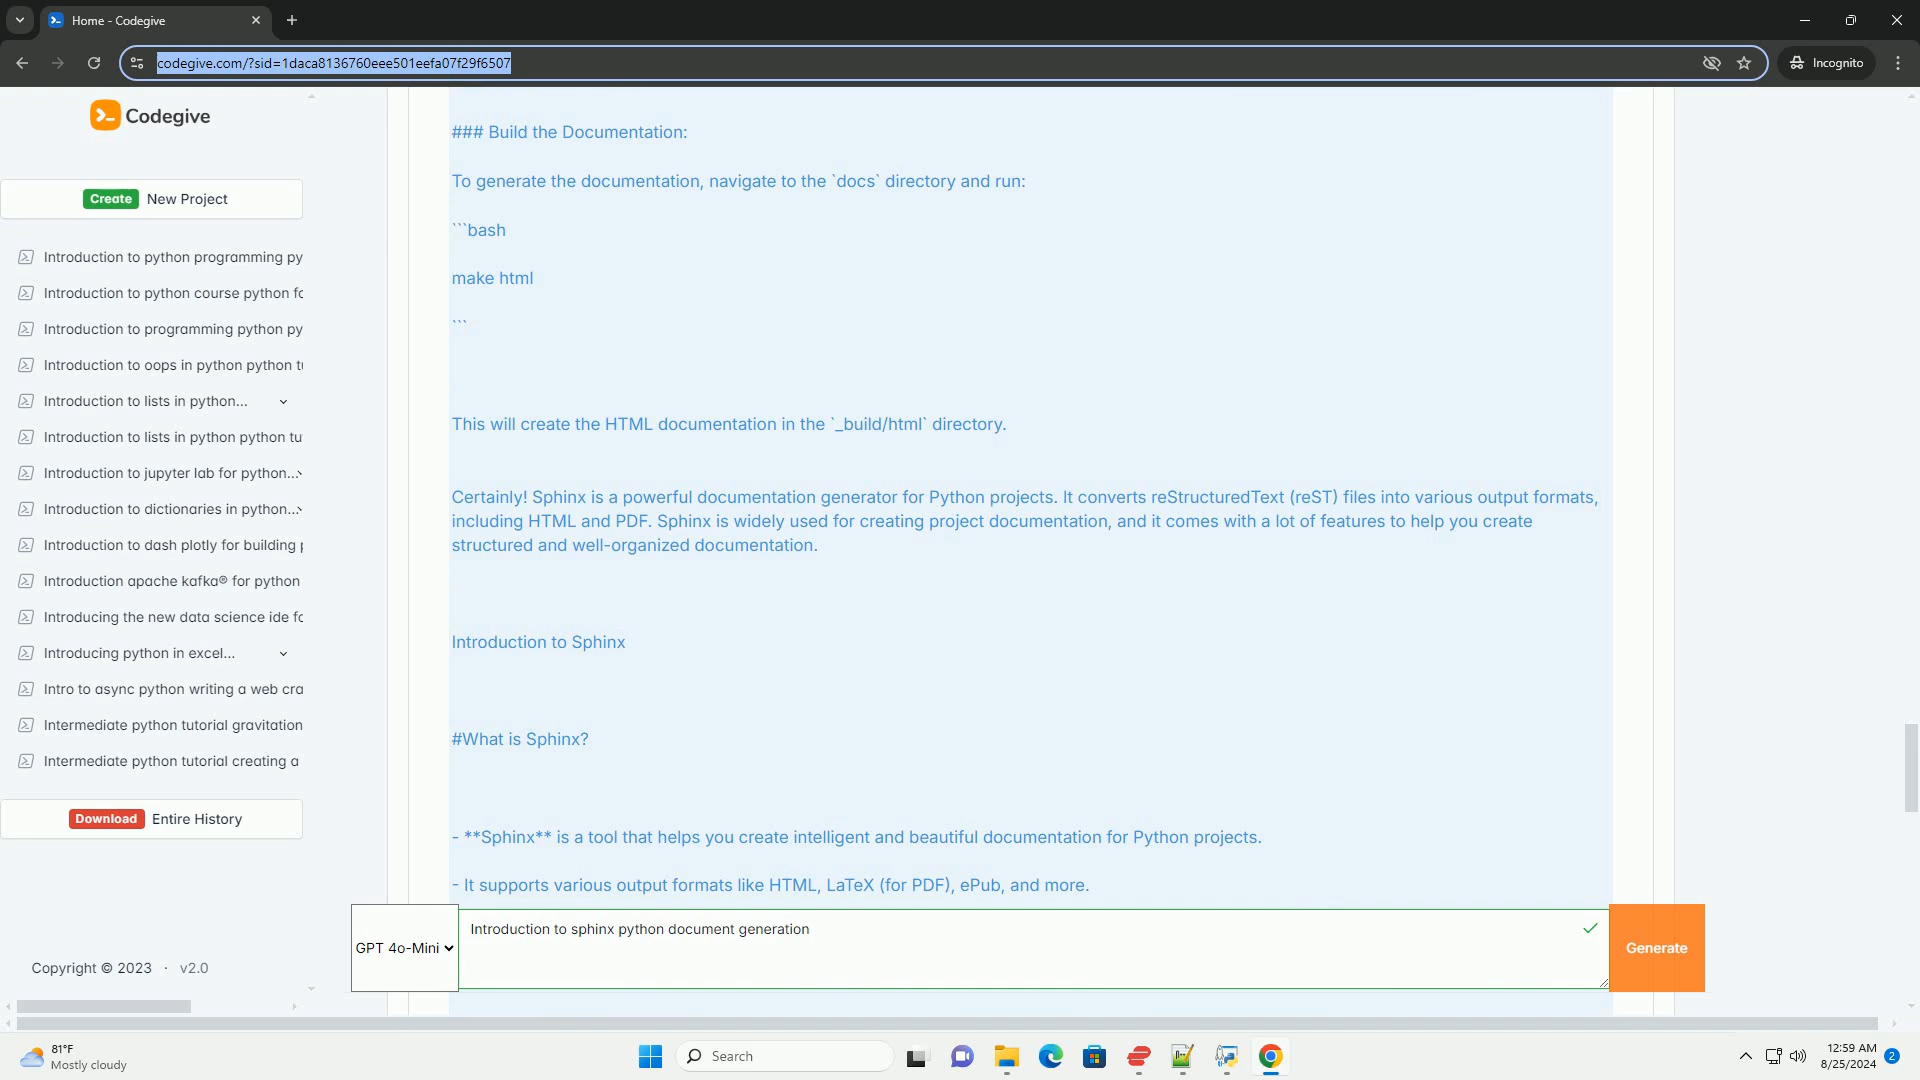 Home - Codegive
codegive.com/?sid=1daca8136760eee501eefa07f29f6507
Incognito
Codegive
Create New Project
Introduction to python programming py
Introduction to python course python fo
Introduction to programming python py
Introduction to oops in python python tu
Introduction to lists in python...
Introduction to lists in python python tu
Introduction to jupyter lab for python...
Introduction to dictionaries in python...
Introduction to dash plotly for building p
Introduction apache kafka® for python
Introducing the new data science ide fo
Introducing python in excel...
Intro to async python writing a web cra
Intermediate python tutorial gravitation
Intermediate python tutorial creating a
Download Entire History
Copyright © 2023 · v2.0
### Build the Documentation:
To generate the documentation, navigate to the `docs` directory and run:
```bash
make html
```
This will create the HTML documentation in the `_build/html` directory.
Certainly! Sphinx is a powerful documentation generator for Python projects. It converts reStructuredText (reST) files into various output formats,
including HTML and PDF. Sphinx is widely used for creating project documentation, and it comes with a lot of features to help you create
structured and well-organized documentation.
Introduction to Sphinx
#What is Sphinx?
- **Sphinx** is a tool that helps you create intelligent and beautiful documentation for Python projects.
- It supports various output formats like HTML, LaTeX (for PDF), ePub, and more.
GPT 4o-Mini
Introduction to sphinx python document generation
Generate
81°F
Mostly cloudy
Search
12:59 AM
8/25/2024
2